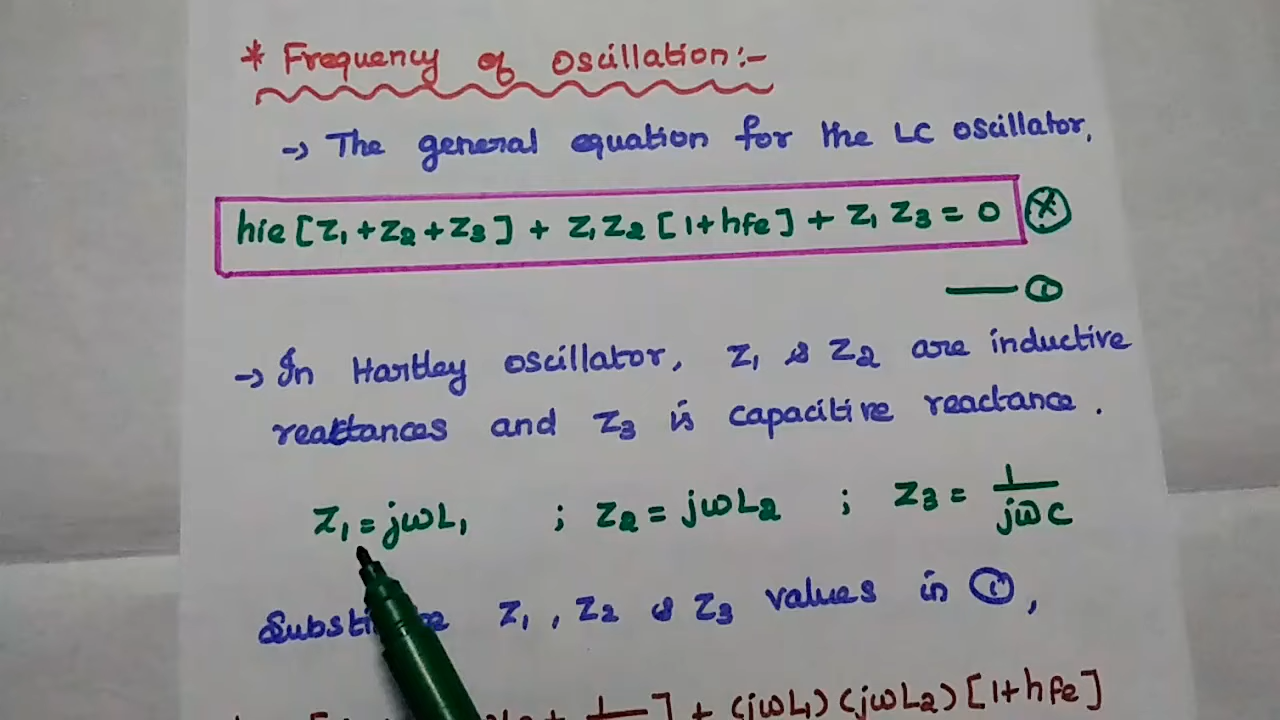 * Frequency of Oscillation:-
→ The general equation for the LC oscillator,
hie [Z₁ + Z₂ + Z₃] + Z₁Z₂ [1+hfe] + Z₁ Z₃ = 0 ⊗
— ①
→ In Hartley oscillator, Z₁ & Z₂ are inductive
reactances and Z₃ is capacitive reactance.
Z₁ = jωL₁ ; Z₂ = jωL₂ ; Z₃ = 1/jωC
Z₁, Z₂ & Z₃ values in ①,
1 ] + (jωL₁) (jωL₂) [1+hfe]